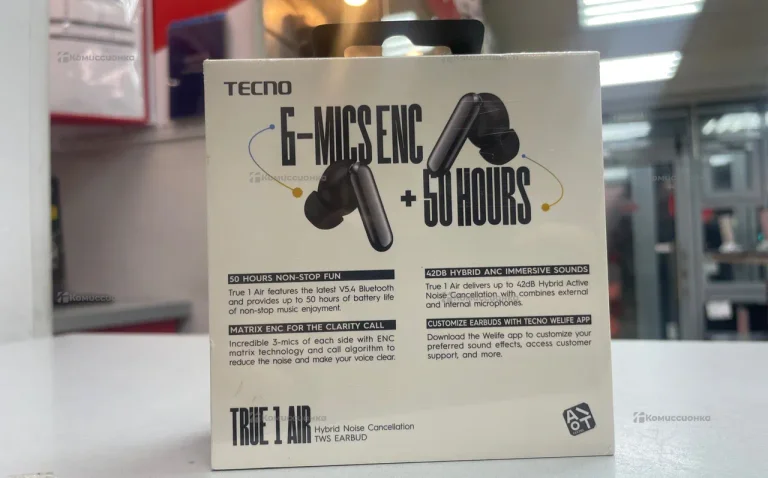 TECNO
6-MICS ENC
+ 50 HOURS
50 HOURS NON-STOP FUN
True 1 Air features the latest V5.4 Bluetooth
and provides up to 50 hours of battery life
of non-stop music enjoyment.
MATRIX ENC FOR THE CLARITY CALL
Incredible 3-mics of each side with ENC
matrix technology and call algorithm to
reduce the noise and make your voice clear.
42DB HYBRID ANC IMMERSIVE SOUNDS
True 1 Air delivers up to 42dB Hybrid Active
Noise Cancellation with combines external
and internal microphones.
CUSTOMIZE EARBUDS WITH TECNO WELIFE APP
Download the Welife app to customize your
preferred sound effects, access customer
support, and more.
TRUE 1 AIR
Hybrid Noise Cancellation
TWS EARBUD
AIOT
Комиссионка
Комиссионка
Комиссионка
Комиссионка
Комиссионка
Комиссионка